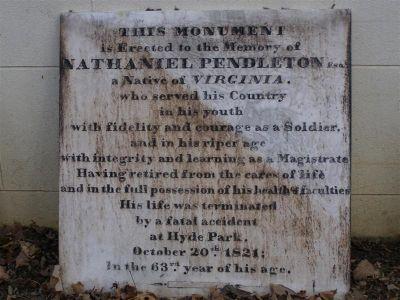 THIS MONUMENT
is Erected to the Memory of
NATHANIEL PENDLETON Esq.
a Native of VIRGINIA.
who served his Country
in his youth
with fidelity and courage as a Soldier,
and in his riper age
with integrity and learning as a Magistrate
Having retired from the cares of life
and in the full possession of his health & faculties
His life was terminated
by a fatal accident
at Hyde Park.
October 20th. 1821;
In the 63rd. year of his age.